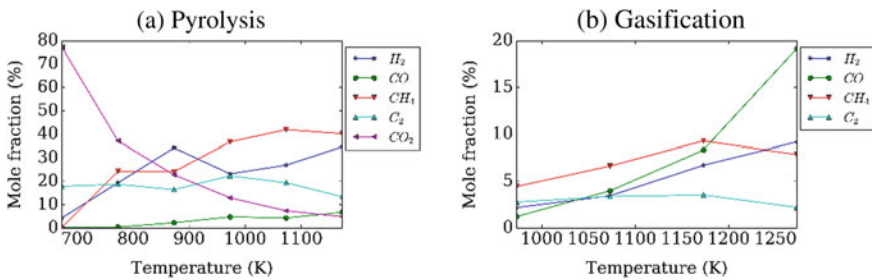 (a) Pyrolysis
Mole fraction (%)
80
70
60
50
40
30
20
10
0
700 800 900 1000 1100
Temperature (K)
H₂
CO
CH₄
C₂
CO₂
(b) Gasification
Mole fraction (%)
20
15
10
5
0
1000 1050 1100 1150 1200 1250
Temperature (K)
H₂
CO
CH₄
C₂